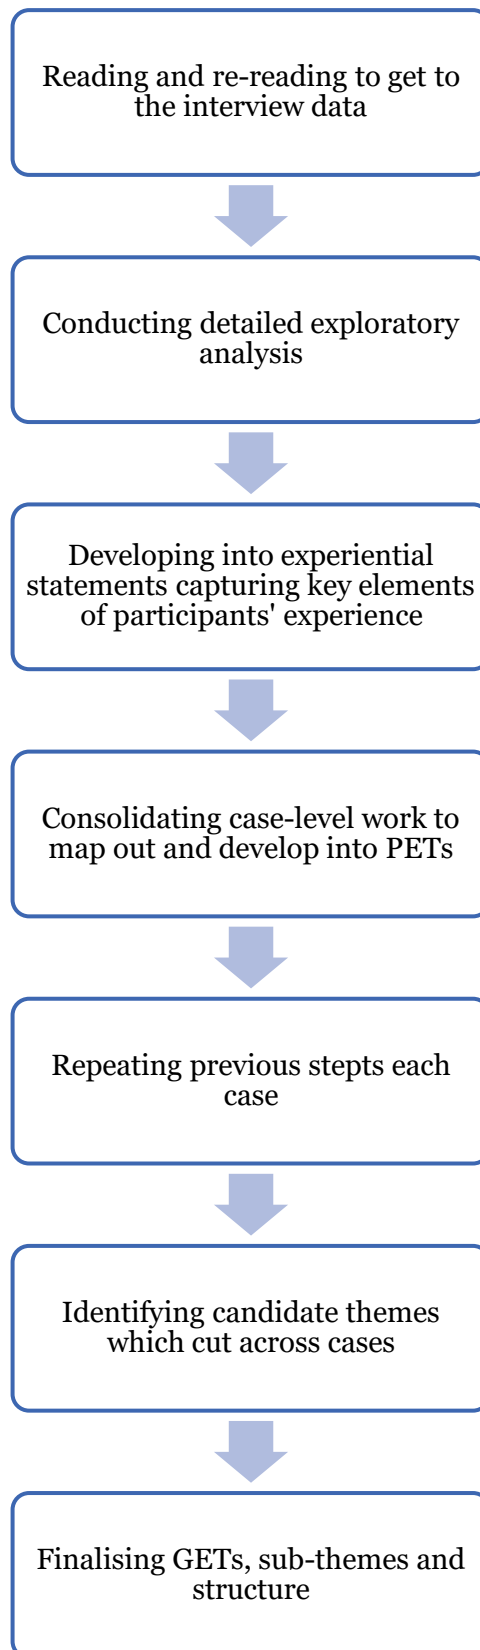 Reading and re-reading to get to
the interview data
Conducting detailed exploratory
analysis
Developing into experiential
statements capturing key elements
of participants' experience
Consolidating case-level work to
map out and develop into PETs
Repeating previous stepts each
case
Identifying candidate themes
which cut across cases
Finalising GETs, sub-themes and
structure